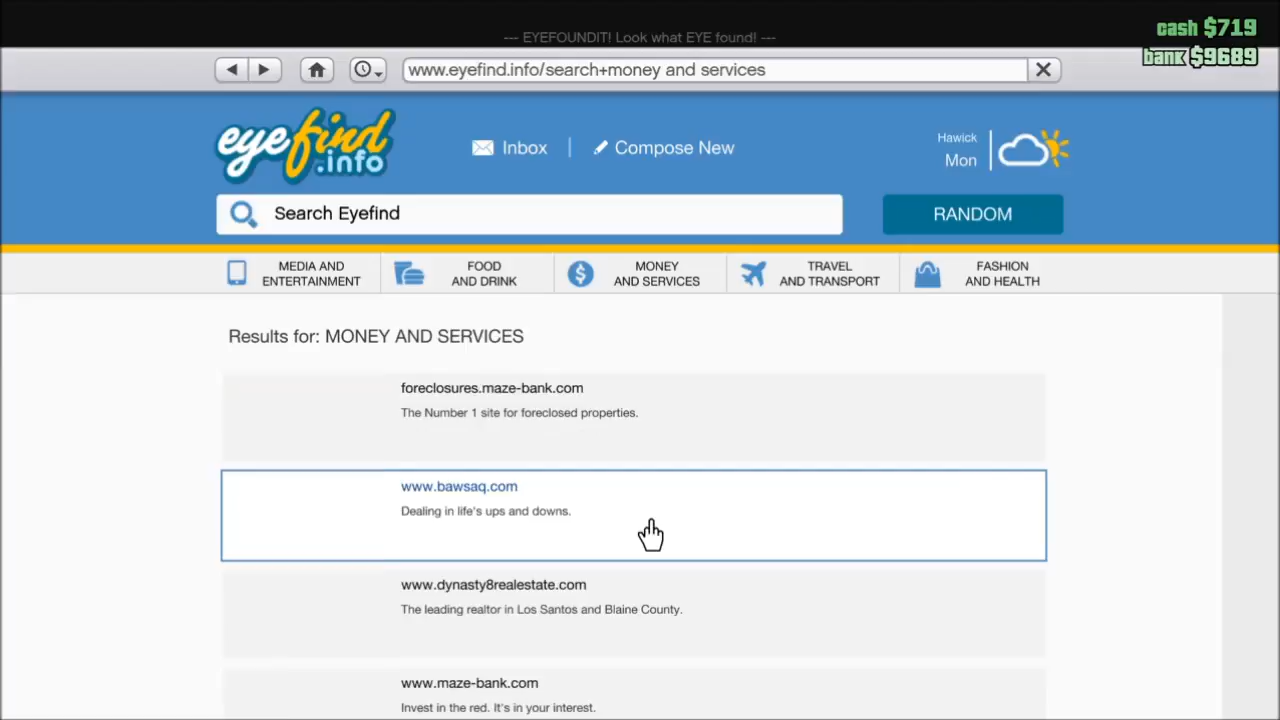 --- EYEFOUNDIT! Look what EYE found! ---
cash $719
bank $9689
www.eyefind.info/search+money and services
eyefind
.info
Inbox
Compose New
Hawick
Mon
Search Eyefind
RANDOM
MEDIA AND
ENTERTAINMENT
FOOD
AND DRINK
MONEY
AND SERVICES
TRAVEL
AND TRANSPORT
FASHION
AND HEALTH
Results for: MONEY AND SERVICES
foreclosures.maze-bank.com
The Number 1 site for foreclosed properties.
www.bawsaq.com
Dealing in life's ups and downs.
www.dynasty8realestate.com
The leading realtor in Los Santos and Blaine County.
www.maze-bank.com
Invest in the red. It's in your interest.